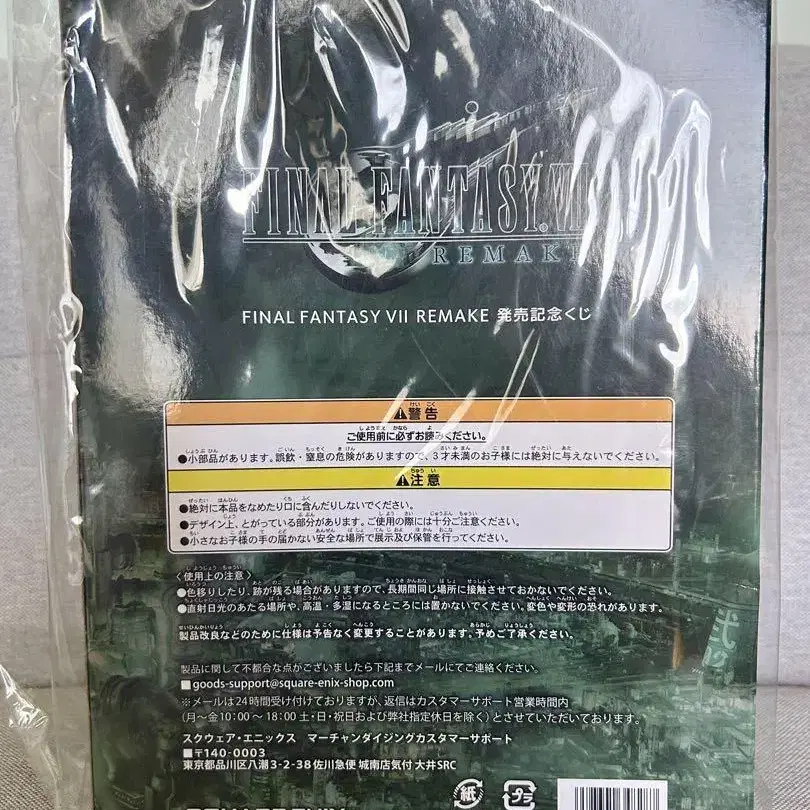 FINAL FANTASY VII
REMAKE
FINAL FANTASY VII REMAKE 発売記念くじ
⚠警告
ご使用前に必ずお読みください。
●小部品があります。誤飲・窒息の危険がありますので、3才未満のお子様には絶対に与えないでください。
⚠注意
●絶対に本品をなめたり口に含んだりしないでください。
●デザイン上、とがっている部分があります。ご使用の際には十分ご注意ください。
●小さなお子様の手の届かない安全な場所で展示及び保管を行ってください。
〈使用上の注意〉
●色移りしたり、跡が残る場合がありますので、長期間同じ場所に接触させておかないでください。
●直射日光のあたる場所や、高温・多湿になるところには置かないでください。変色や変形の恐れがあります。
製品改良などのために仕様は予告なく変更することがあります。予めご了承ください。
製品に関して不都合な点がございましたら下記までメールにてご連絡ください。
■goods-support@square-enix-shop.com
※メールは24時間受け付けておりますが、返信はカスタマーサポート営業時間内
(月〜金10:00〜18:00 土・日・祝日および弊社指定休日を除く)とさせていただいております。
スクウェア・エニックス マーチャンダイジングカスタマーサポート
■〒140-0003
東京都品川区八潮3-2-38 佐川急便 城南店気付 大井SRC
紙
プラ
SQUARE ENIX